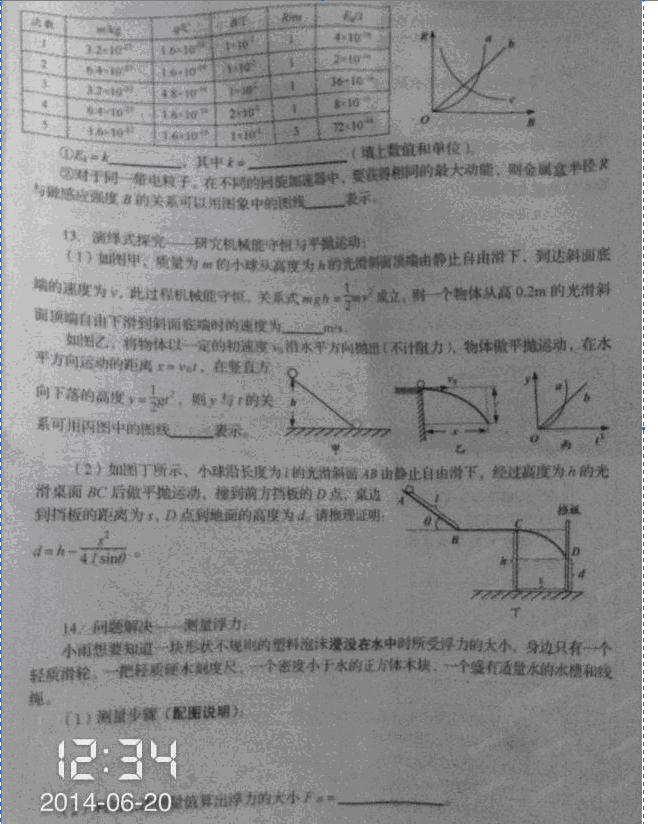 次数 m/kg q/C B/T R/m Eₖ/J
1 3.2×10⁻²⁷ 1.6×10⁻¹⁹ 1×10⁻² 1
2 6.4×10⁻²⁷ 1.6×10⁻¹⁹ 1×10⁻² 1
3 3.2×10⁻²⁷ 4.8×10⁻¹⁹ 1×10⁻² 1
4 6.4×10⁻²⁷ 1.6×10⁻¹⁹ 2×10⁻² 1
5 1.6×10⁻²⁷ 1.6×10⁻¹⁹ 1×10⁻² 3
R a b c O B
①Eₖ=k______,其中k=______(填上数值和单位)。
②对于同一带电粒子,在不同的回旋加速器中,要获得相同的最大动能,则金属盒半径R
与磁感应强度B的关系可以用图象中的图线____表示。
13. 演绎式探究——研究机械能守恒与平抛运动:
(1)如图甲,质量为m的小球从高度为h的光滑斜面顶端由静止自由滑下,到达斜面底
端的速度为v,此过程机械能守恒,关系式mgh=1/2mv²成立。则一个物体从高0.2m的光滑斜
面顶端自由下滑到斜面底端时的速度为____m/s。
如图乙,将物体以一定的初速度v₀沿水平方向抛出(不计阻力),物体做平抛运动,在水
平方向运动的距离x=v₀t,在竖直方
向下落的高度y=1/2gt²,则y与t的关
系可用丙图中的图线____表示。
h 甲
v₀ x 乙
y a b O t 丙
(2)如图丁所示,小球沿长度为l的光滑斜面AB由静止自由滑下,经过高度为h的光
滑桌面BC后做平抛运动,撞到前方挡板的D点,桌边
到挡板的距离为s,D点到地面的高度为d。请推理证明:
d=h-s²/4lsinθ。
A l θ B C 挡板 D h d s 丁
14. 问题解决——测量浮力:
小雨想要知道一块形状不规则的塑料泡沫浸没在水中时所受浮力的大小,身边只有一个
轻质滑轮、一把轻质硬木刻度尺、一个密度小于水的正方体木块、一个盛有适量水的水槽和线
绳。
(1)测量步骤(配图说明):
12:34
2014-06-20
量值算出浮力的大小F浮=______